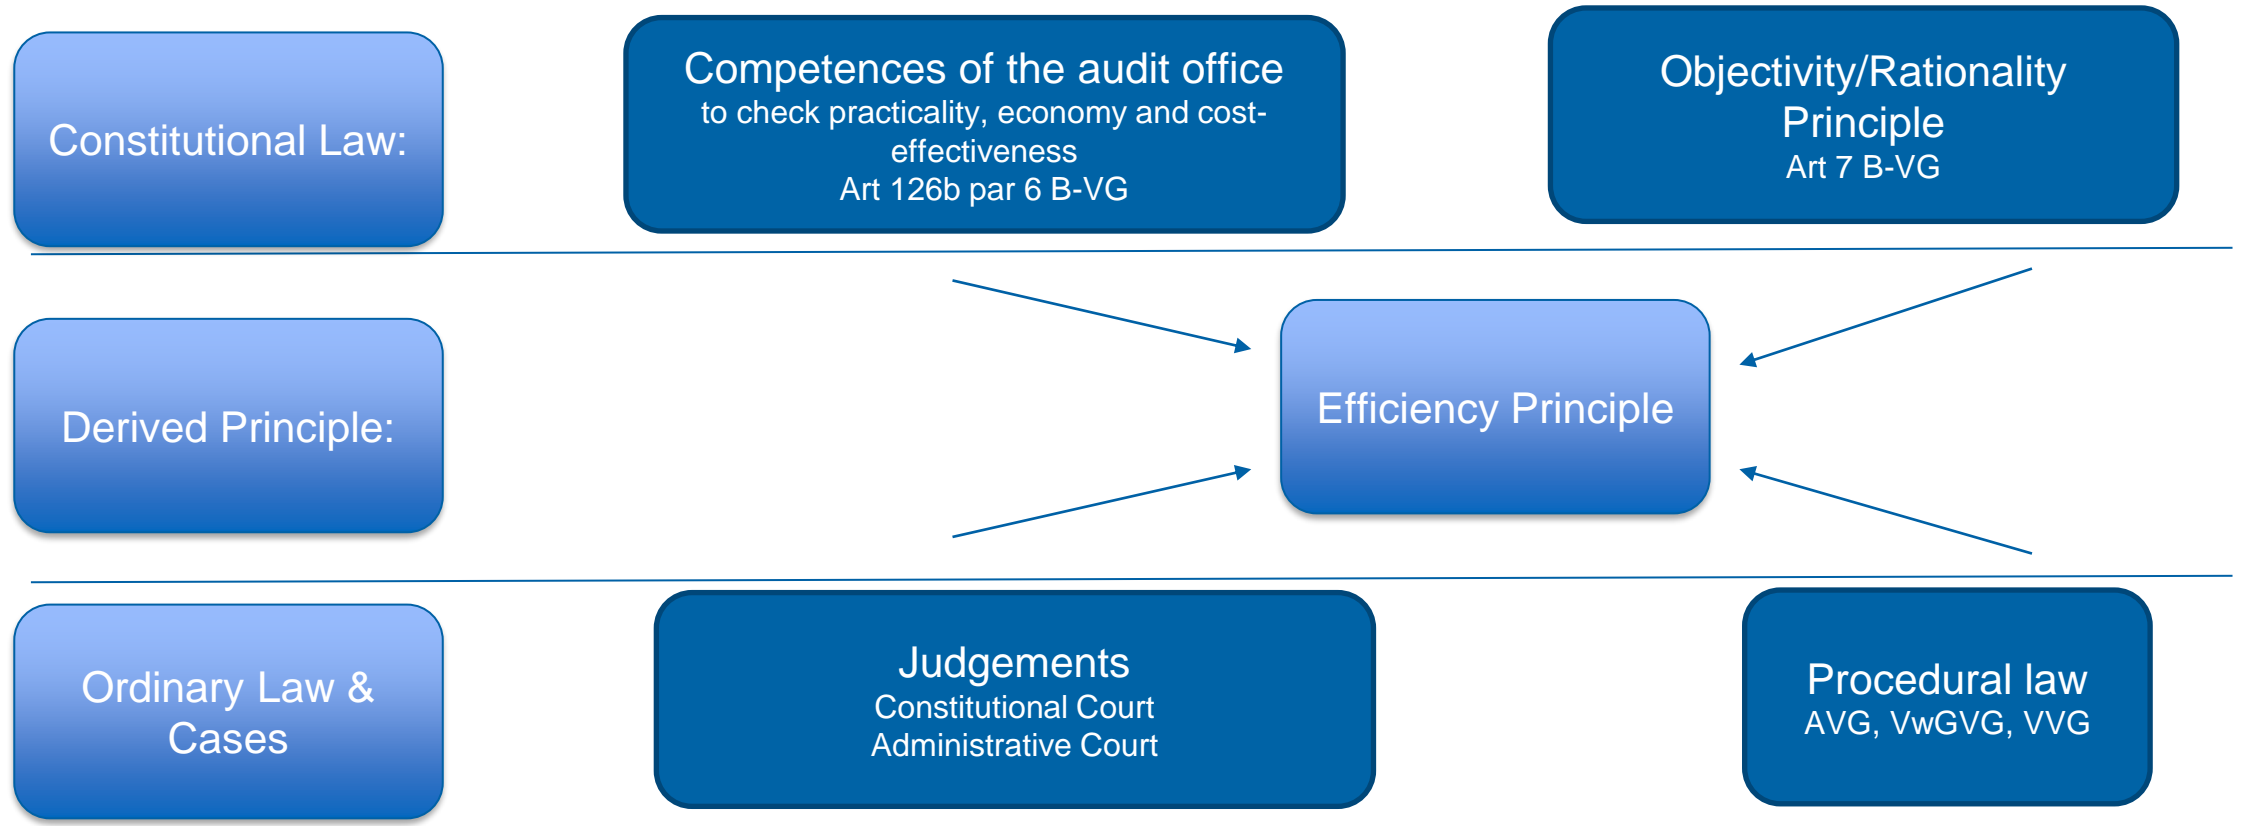 Constitutional Law:
Competences of the audit office
to check practicality, economy and cost-
effectiveness
Art 126b par 6 B-VG
Objectivity/Rationality
Principle
Art 7 B-VG
Derived Principle:
Efficiency Principle
Ordinary Law &
Cases
Judgements
Constitutional Court
Administrative Court
Procedural law
AVG, VwGVG, VVG